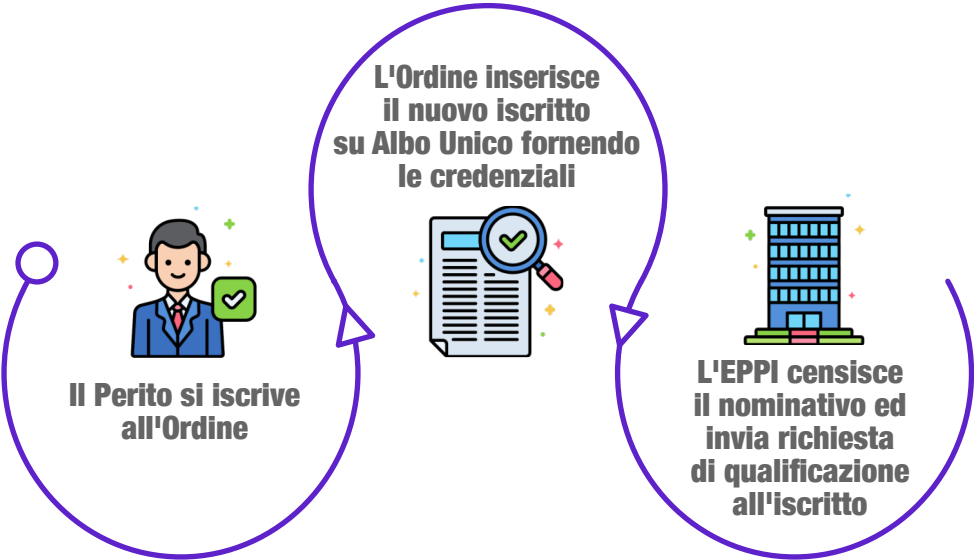 Il Perito si iscrive
all'Ordine
L'Ordine inserisce
il nuovo iscritto
su Albo Unico fornendo
le credenziali
L'EPPI censisce
il nominativo ed
invia richiesta
di qualificazione
all'iscritto